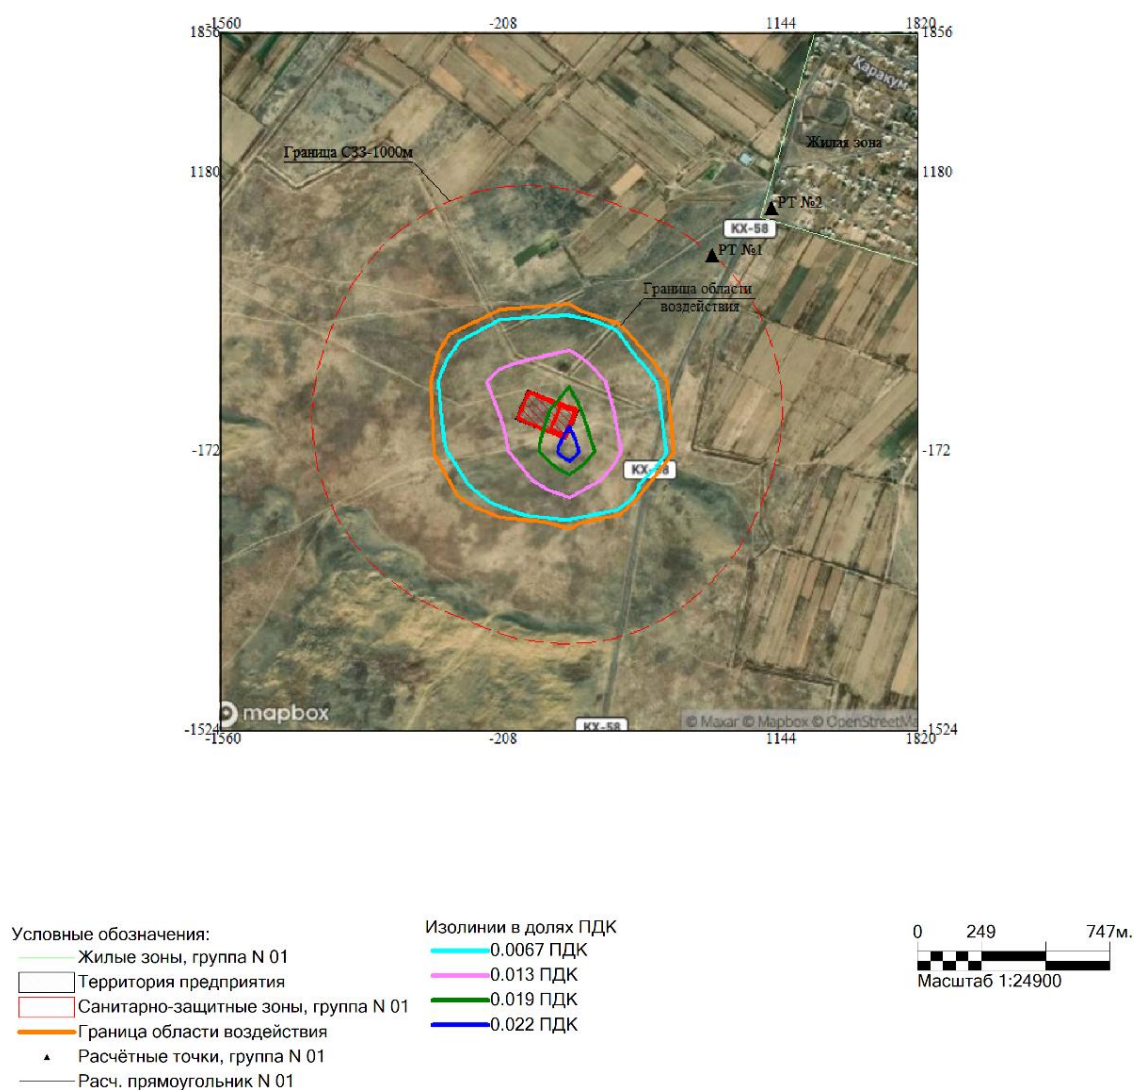 -1560 -208 1144 1820
1856 1856
Каракум
Граница СЗЗ-1000м
Жилая зона
1180 1180
РТ №2
KX-58
РТ №1
Граница области
воздействия
-172 -172
KX-58
mapbox
KX-58
© Maxar © Mapbox © OpenStreetMa
-1524 -1524
-1560 -208 1144 1820
Условные обозначения:
Жилые зоны, группа N 01
Территория предприятия
Санитарно-защитные зоны, группа N 01
Граница области воздействия
Расчётные точки, группа N 01
Расч. прямоугольник N 01
Изолинии в долях ПДК
0.0067 ПДК
0.013 ПДК
0.019 ПДК
0.022 ПДК
0 249 747м.
Масштаб 1:24900